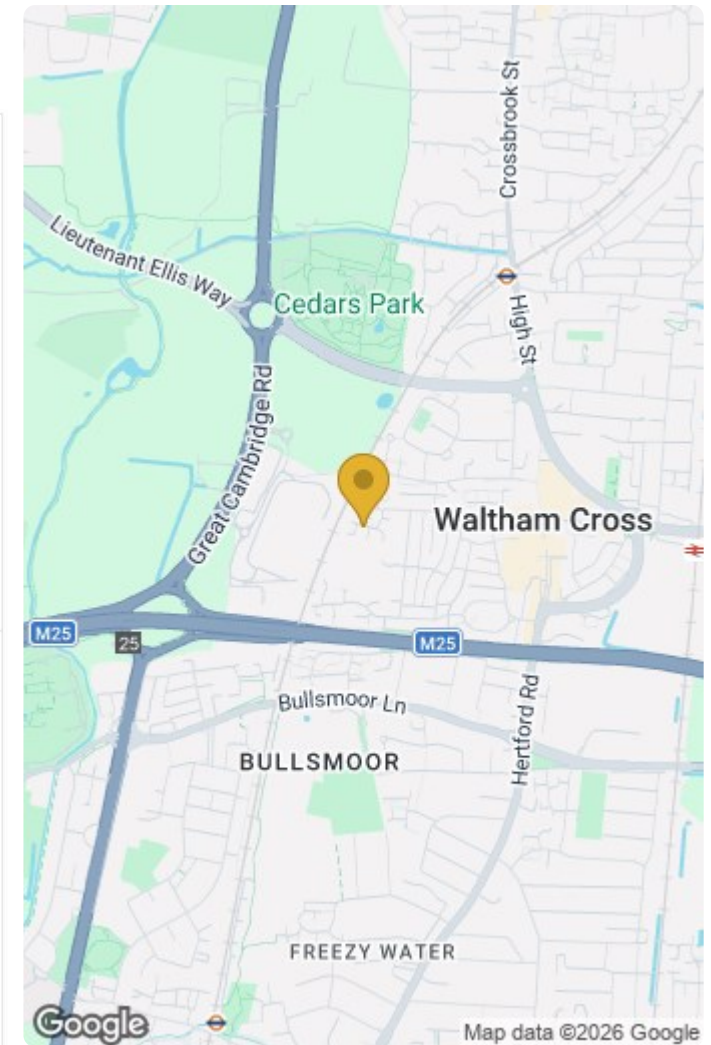 Crossbrook St
Lieutenant Ellis Way
Cedars Park
High St
Great Cambridge Rd
Waltham Cross
M25
25
M25
Bullsmoor Ln
Hertford Rd
BULLSMOOR
FREEZY WATER
Google
Map data ©2026 Google